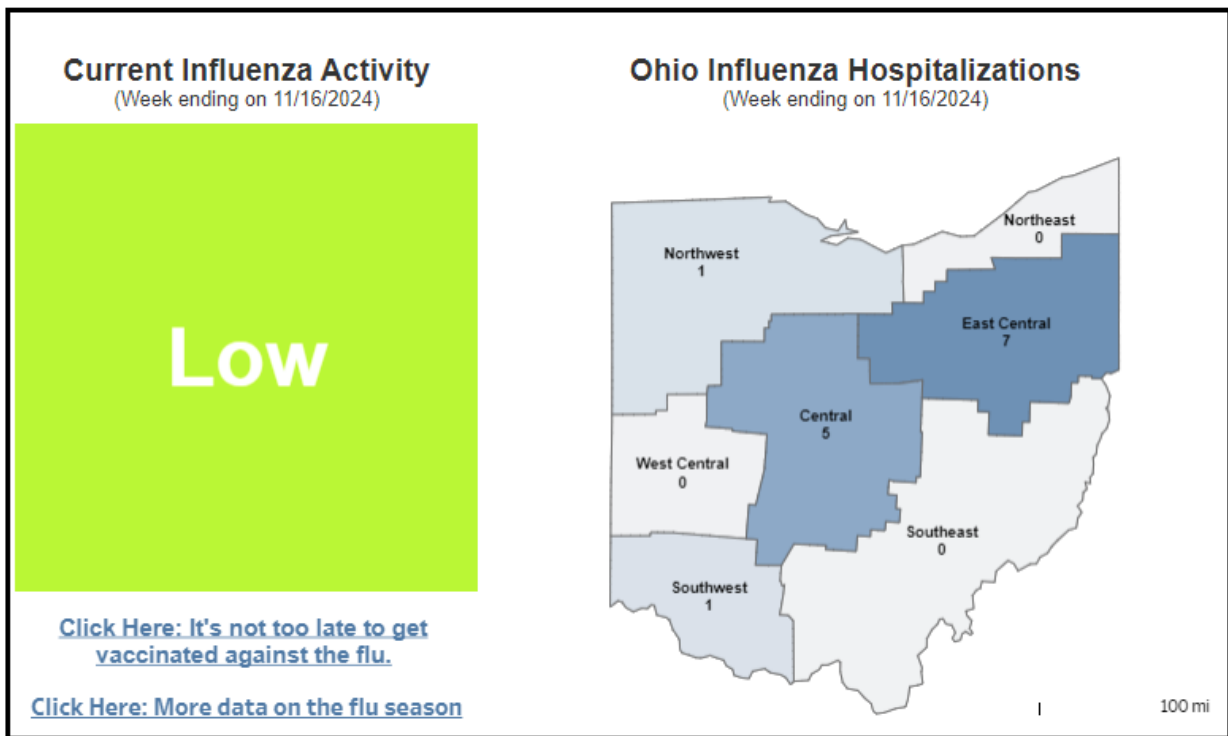 Current Influenza Activity
(Week ending on 11/16/2024)
Low
Click Here: It's not too late to get
vaccinated against the flu.
Click Here: More data on the flu season
Ohio Influenza Hospitalizations
(Week ending on 11/16/2024)
Northeast
0
Northwest
1
East Central
7
Central
5
West Central
0
Southeast
0
Southwest
1
100 mi